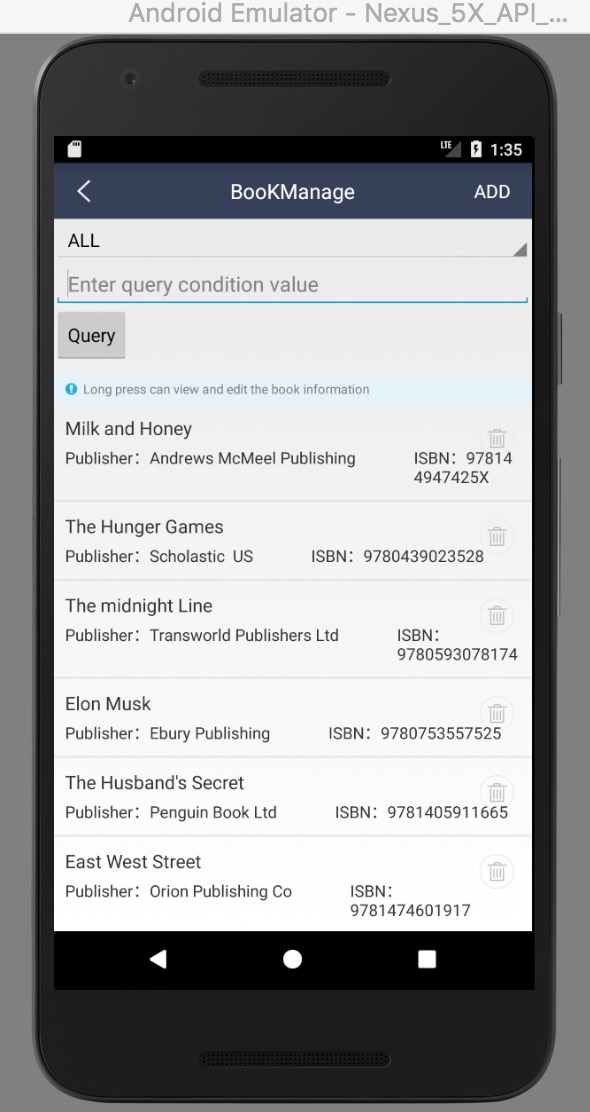 Android Emulator - Nexus_5X_API_...
LTE 1:35
BooKManage ADD
ALL
Enter query condition value
Query
Long press can view and edit the book information
Milk and Honey
Publisher： Andrews McMeel Publishing ISBN：97814
4947425X
The Hunger Games
Publisher： Scholastic US ISBN：9780439023528
The midnight Line
Publisher： Transworld Publishers Ltd ISBN：
9780593078174
Elon Musk
Publisher： Ebury Publishing ISBN：9780753557525
The Husband's Secret
Publisher： Penguin Book Ltd ISBN：9781405911665
East West Street
Publisher： Orion Publishing Co ISBN：
9781474601917